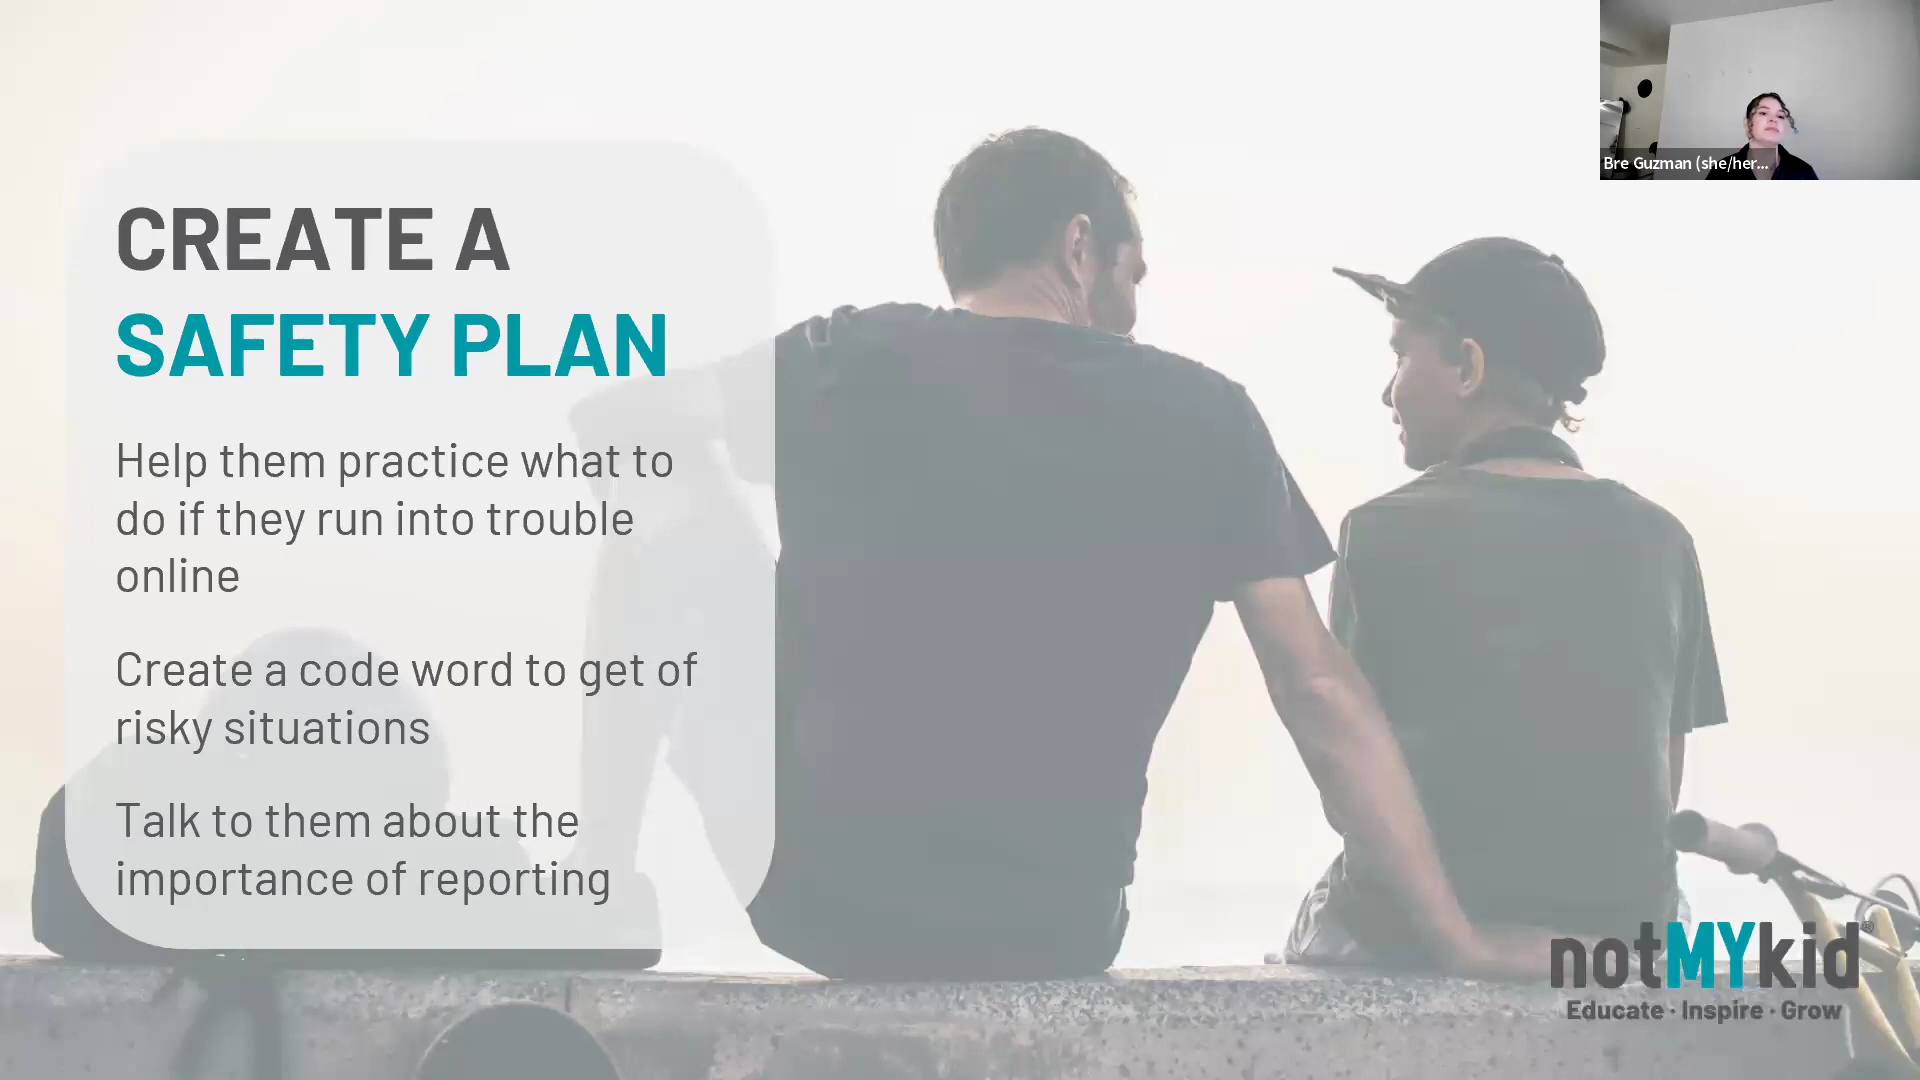 Bre Guzman (she/her...
CREATE A
SAFETY PLAN
Help them practice what to
do if they run into trouble
online
Create a code word to get of
risky situations
Talk to them about the
importance of reporting
notMYkid®
Educate · Inspire · Grow